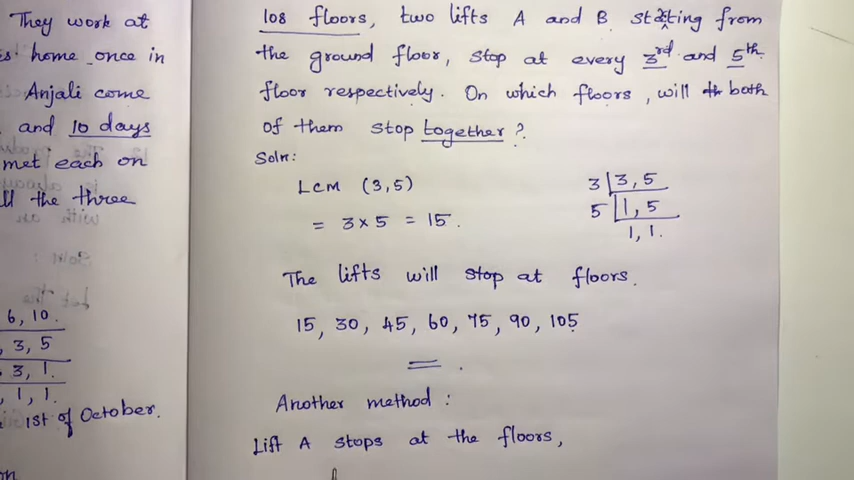 They work at
s home once in
Anjali come
and 10 days
met each on
ll the three
6, 10.
, 3, 5
, 3, 1.
, 1, 1.
1st of October.
on
108 floors, two lifts A and B starting from
the ground floor, stop at every 3rd and 5th
floor respectively. On which floors, will both
of them stop together?
Soln:
LCM (3,5)
= 3 × 5 = 15.
3 | 3, 5
5 | 1, 5
1, 1.
The lifts will stop at floors.
15, 30, 45, 60, 75, 90, 105
Another method:
Lift A stops at the floors,